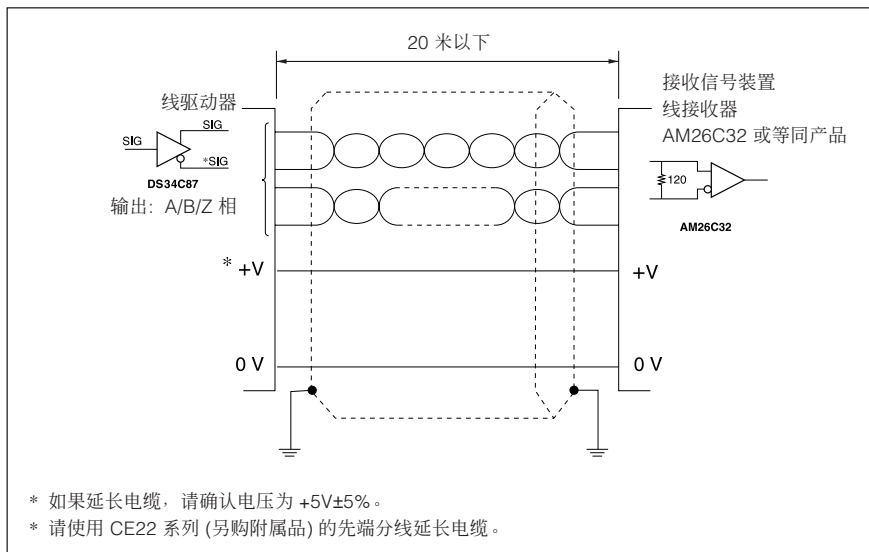 20 米以下
线驱动器
SIG
SIG
*SIG
DS34C87
输出: A/B/Z 相
接收信号装置
线接收器
AM26C32 或等同产品
120
AM26C32
* +V
+V
0 V
0 V
* 如果延长电缆，请确认电压为 +5V±5%。
* 请使用 CE22 系列 (另购附属品) 的先端分线延长电缆。